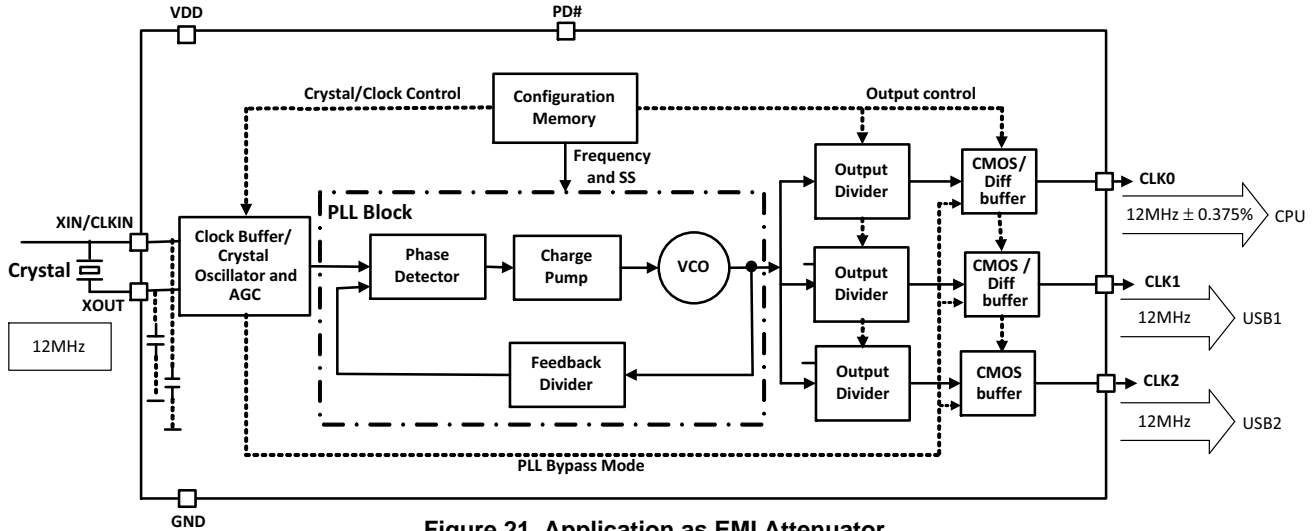 VDD
PD#
Crystal/Clock Control
Configuration
Memory
Output control
Frequency
and SS
Output
Divider
CMOS/
Diff
buffer
CLK0
12MHz ± 0.375%
CPU
PLL Block
XIN/CLKIN
Crystal
XOUT
12MHz
Clock Buffer/
Crystal
Oscillator and
AGC
Phase
Detector
Charge
Pump
VCO
Output
Divider
CMOS /
Diff
buffer
CLK1
12MHz
USB1
Feedback
Divider
Output
Divider
CMOS
buffer
CLK2
12MHz
USB2
PLL Bypass Mode
GND
Figure 21. Application as EMI Attenuator